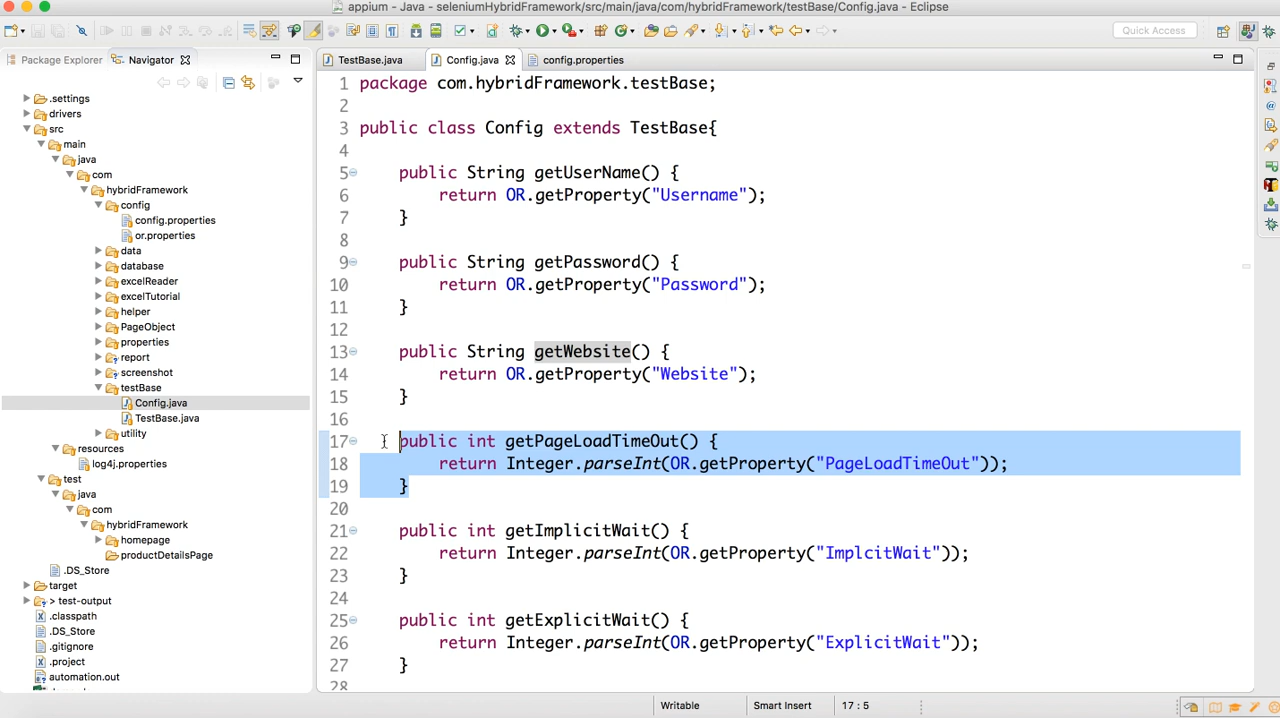 appium - Java - seleniumHybridFramework/src/main/java/com/hybridFramework/testBase/Config.java - Eclipse
Quick Access
Package Explorer
Navigator
.settings
drivers
src
main
java
com
hybridFramework
config
config.properties
or.properties
data
database
excelReader
excelTutorial
helper
PageObject
properties
report
screenshot
testBase
Config.java
TestBase.java
utility
resources
log4j.properties
test
java
com
hybridFramework
homepage
productDetailsPage
.DS_Store
target
> test-output
.classpath
.DS_Store
.gitignore
.project
automation.out
TestBase.java
Config.java
config.properties
1 package com.hybridFramework.testBase;
2
3 public class Config extends TestBase{
4
5 public String getUserName() {
6 return OR.getProperty("Username");
7 }
8
9 public String getPassword() {
10 return OR.getProperty("Password");
11 }
12
13 public String getWebsite() {
14 return OR.getProperty("Website");
15 }
16
17 public int getPageLoadTimeOut() {
18 return Integer.parseInt(OR.getProperty("PageLoadTimeOut"));
19 }
20
21 public int getImplicitWait() {
22 return Integer.parseInt(OR.getProperty("ImplcitWait"));
23 }
24
25 public int getExplicitWait() {
26 return Integer.parseInt(OR.getProperty("ExplicitWait"));
27 }
28
Writable
Smart Insert
17 : 5